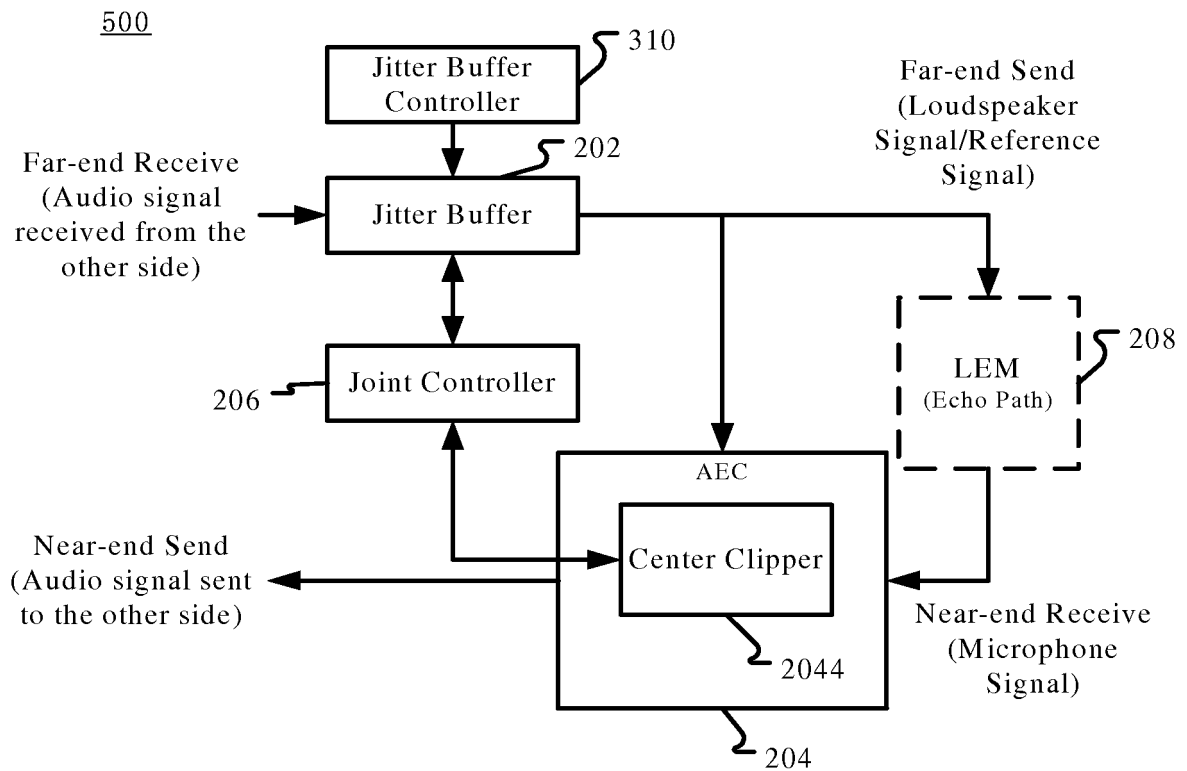 500
310
Jitter Buffer
Controller
202
Far-end Receive
(Audio signal
received from the
other side)
Jitter Buffer
Far-end Send
(Loudspeaker
Signal/Reference
Signal)
206
Joint Controller
LEM
(Echo Path)
208
AEC
Center Clipper
2044
204
Near-end Send
(Audio signal sent
to the other side)
Near-end Receive
(Microphone
Signal)